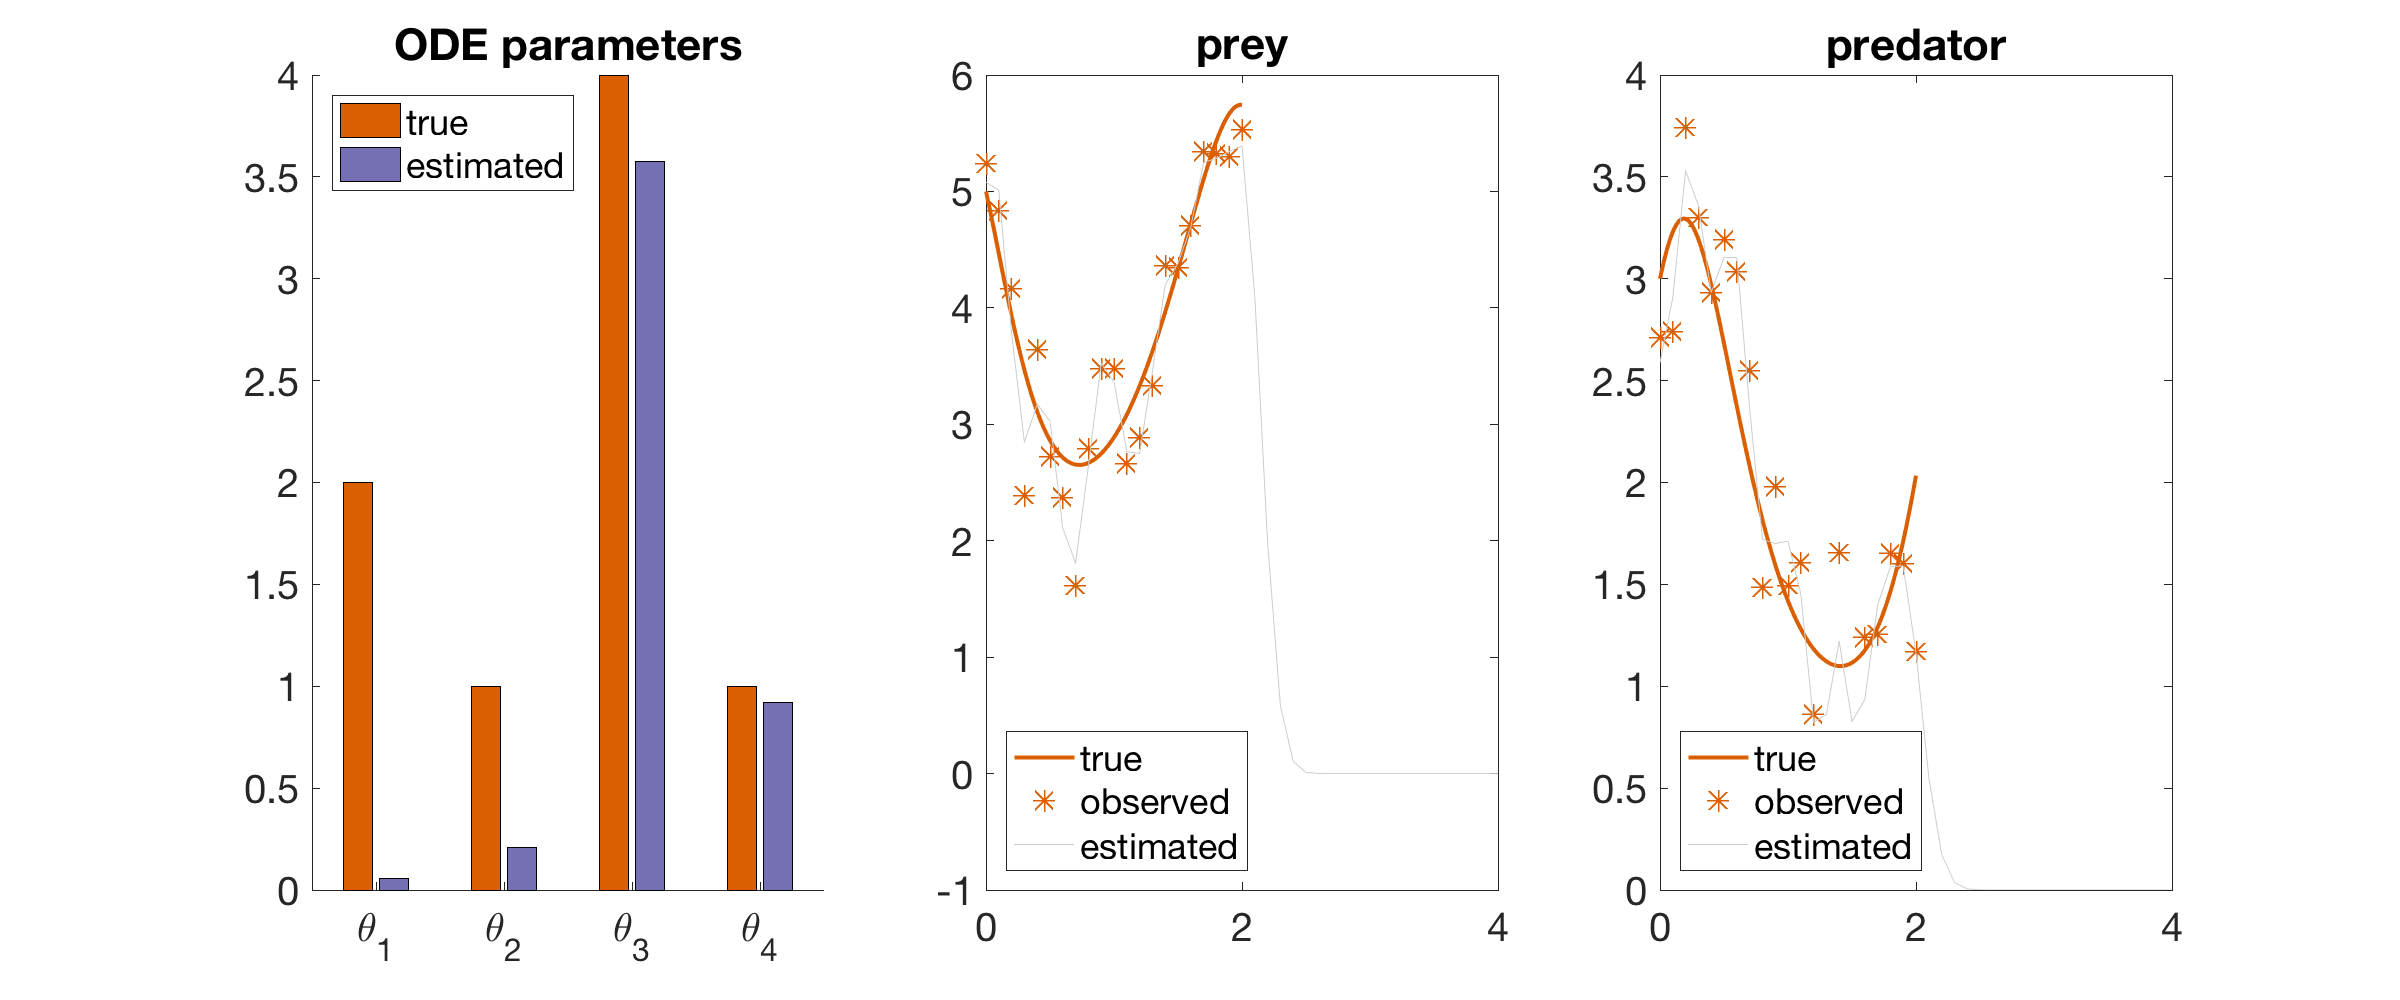 ODE parameters
4
3.5
3
2.5
2
1.5
1
0.5
0
true
estimated
θ1
θ2
θ3
θ4
prey
6
5
4
3
2
1
0
-1
true
observed
estimated
0
2
4
predator
4
3.5
3
2.5
2
1.5
1
0.5
0
true
observed
estimated
0
2
4